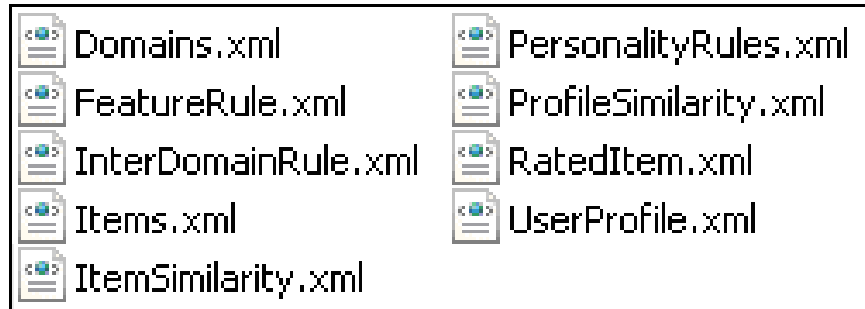 Domains.xml
FeatureRule.xml
InterDomainRule.xml
Items.xml
ItemSimilarity.xml
PersonalityRules.xml
ProfileSimilarity.xml
RatedItem.xml
UserProfile.xml